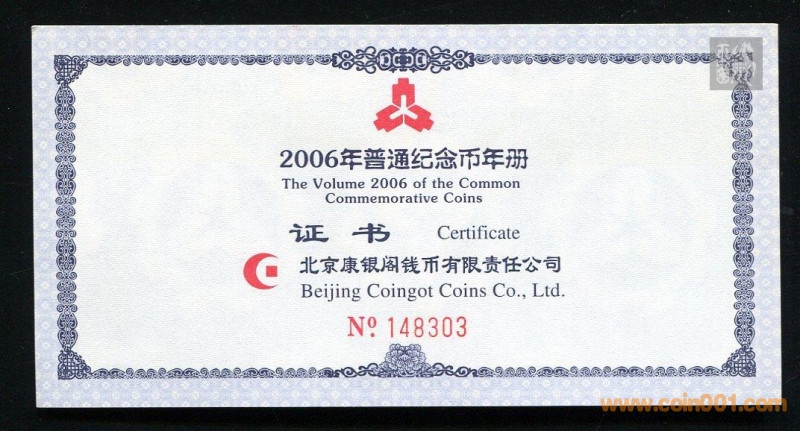 2006年普通纪念币年册
The Volume 2006 of the Common
Commemorative Coins
证书 Certificate
北京康银阁钱币有限责任公司
Beijing Coingot Coins Co., Ltd.
Nº 148303
www.coin001.com